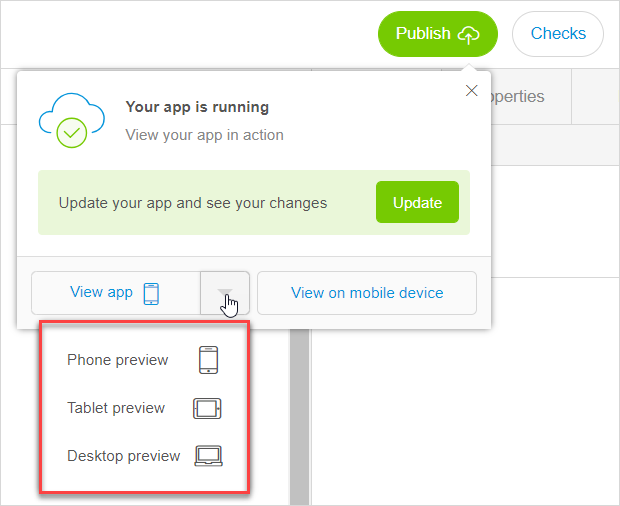 Publish
Checks
operties
Your app is running
View your app in action
Update your app and see your changes
Update
View app
View on mobile device
Phone preview
Tablet preview
Desktop preview